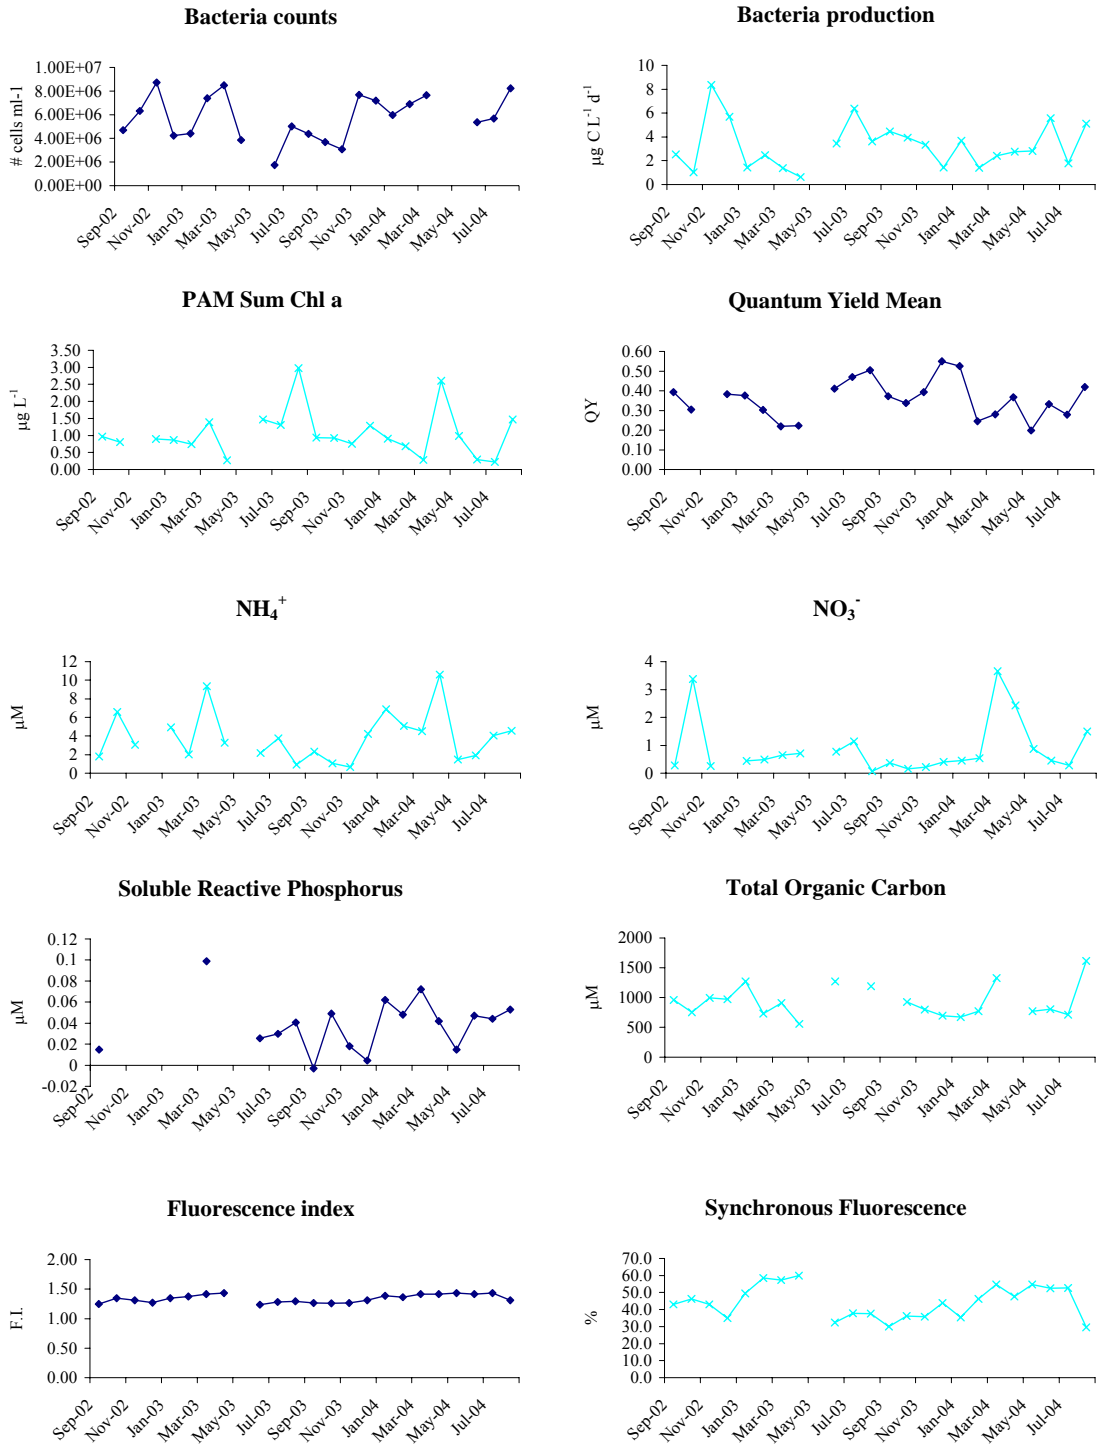 Bacteria counts
# cells ml-1
1.00E+07
8.00E+06
6.00E+06
4.00E+06
2.00E+06
0.00E+00
Sep-02 Nov-02 Jan-03 Mar-03 May-03 Jul-03 Sep-03 Nov-03 Jan-04 Mar-04 May-04 Jul-04
Bacteria production
µg C L-1 d-1
10
8
6
4
2
0
Sep-02 Nov-02 Jan-03 Mar-03 May-03 Jul-03 Sep-03 Nov-03 Jan-04 Mar-04 May-04 Jul-04
PAM Sum Chl a
µg L-1
3.50
3.00
2.50
2.00
1.50
1.00
0.50
0.00
Sep-02 Nov-02 Jan-03 Mar-03 May-03 Jul-03 Sep-03 Nov-03 Jan-04 Mar-04 May-04 Jul-04
Quantum Yield Mean
QY
0.60
0.50
0.40
0.30
0.20
0.10
0.00
Sep-02 Nov-02 Jan-03 Mar-03 May-03 Jul-03 Sep-03 Nov-03 Jan-04 Mar-04 May-04 Jul-04
NH4+
µM
12
10
8
6
4
2
0
Sep-02 Nov-02 Jan-03 Mar-03 May-03 Jul-03 Sep-03 Nov-03 Jan-04 Mar-04 May-04 Jul-04
NO3-
µM
4
3
2
1
0
Sep-02 Nov-02 Jan-03 Mar-03 May-03 Jul-03 Sep-03 Nov-03 Jan-04 Mar-04 May-04 Jul-04
Soluble Reactive Phosphorus
µM
0.12
0.1
0.08
0.06
0.04
0.02
0
-0.02
Sep-02 Nov-02 Jan-03 Mar-03 May-03 Jul-03 Sep-03 Nov-03 Jan-04 Mar-04 May-04 Jul-04
Total Organic Carbon
µM
2000
1500
1000
500
0
Sep-02 Nov-02 Jan-03 Mar-03 May-03 Jul-03 Sep-03 Nov-03 Jan-04 Mar-04 May-04 Jul-04
Fluorescence index
F.I.
2.00
1.50
1.00
0.50
0.00
Sep-02 Nov-02 Jan-03 Mar-03 May-03 Jul-03 Sep-03 Nov-03 Jan-04 Mar-04 May-04 Jul-04
Synchronous Fluorescence
%
70.0
60.0
50.0
40.0
30.0
20.0
10.0
0.0
Sep-02 Nov-02 Jan-03 Mar-03 May-03 Jul-03 Sep-03 Nov-03 Jan-04 Mar-04 May-04 Jul-04